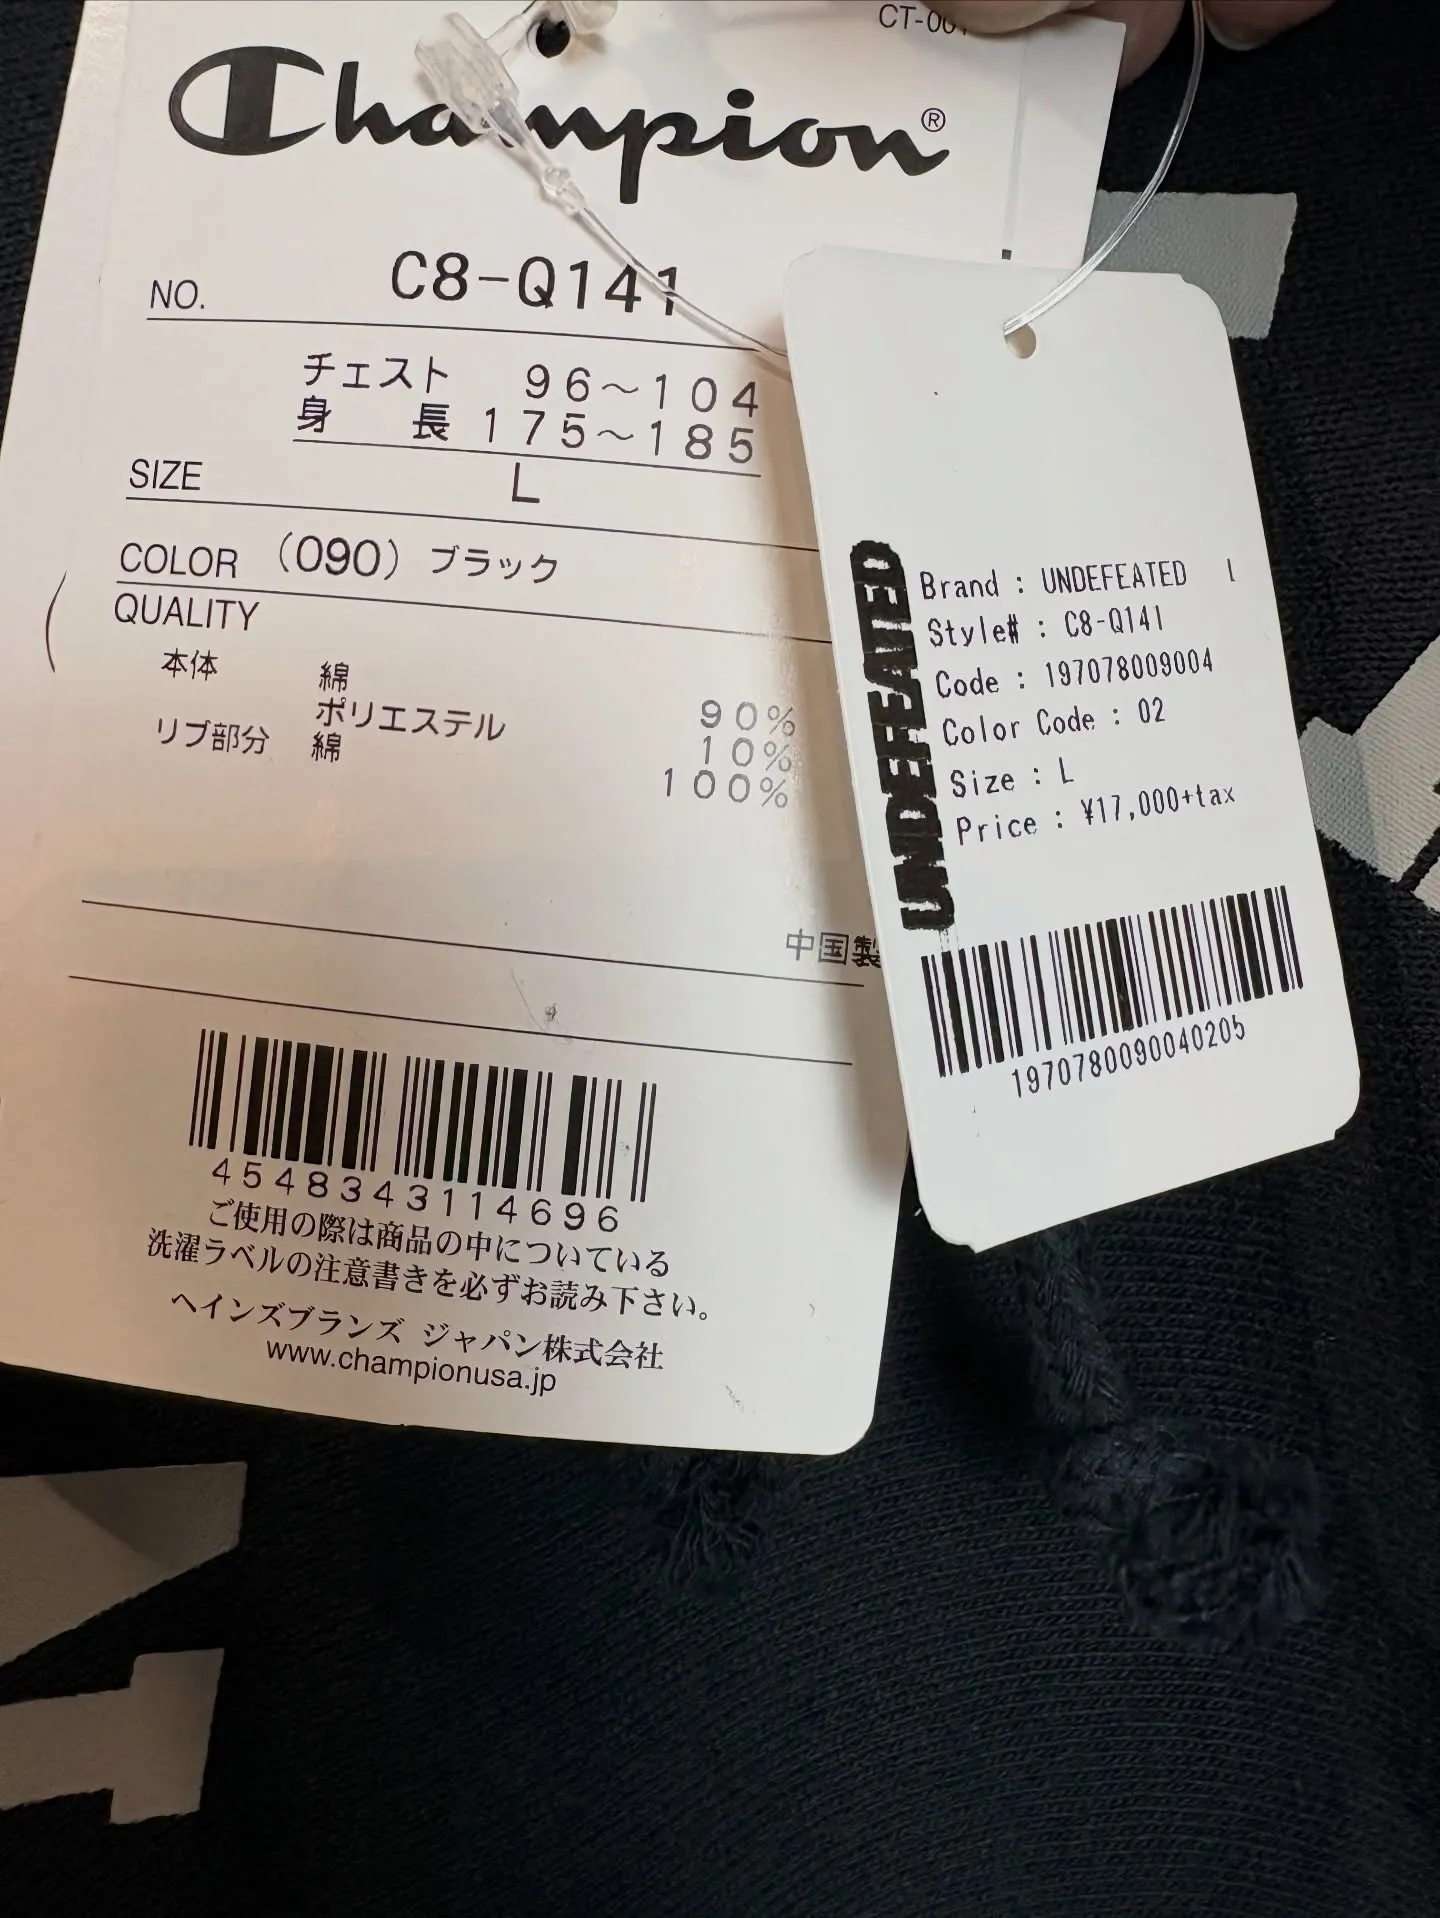 CT-00
Champion®
NO. C8-Q141
チェスト 96～104
身長 175～185
SIZE L
COLOR (090) ブラック
QUALITY
本体 綿 90%
ポリエステル 10%
リブ部分 綿 100%
中国製
4548343114696
ご使用の際は商品の中についている
洗濯ラベルの注意書きを必ずお読み下さい。
ヘインズブランズ ジャパン株式会社
www.championusa.jp
UNDEFEATED
Brand : UNDEFEATED L
Style# : C8-Q141
Code : 197078009004
Color Code : 02
Size : L
Price : ¥17,000+tax
1970780090040205